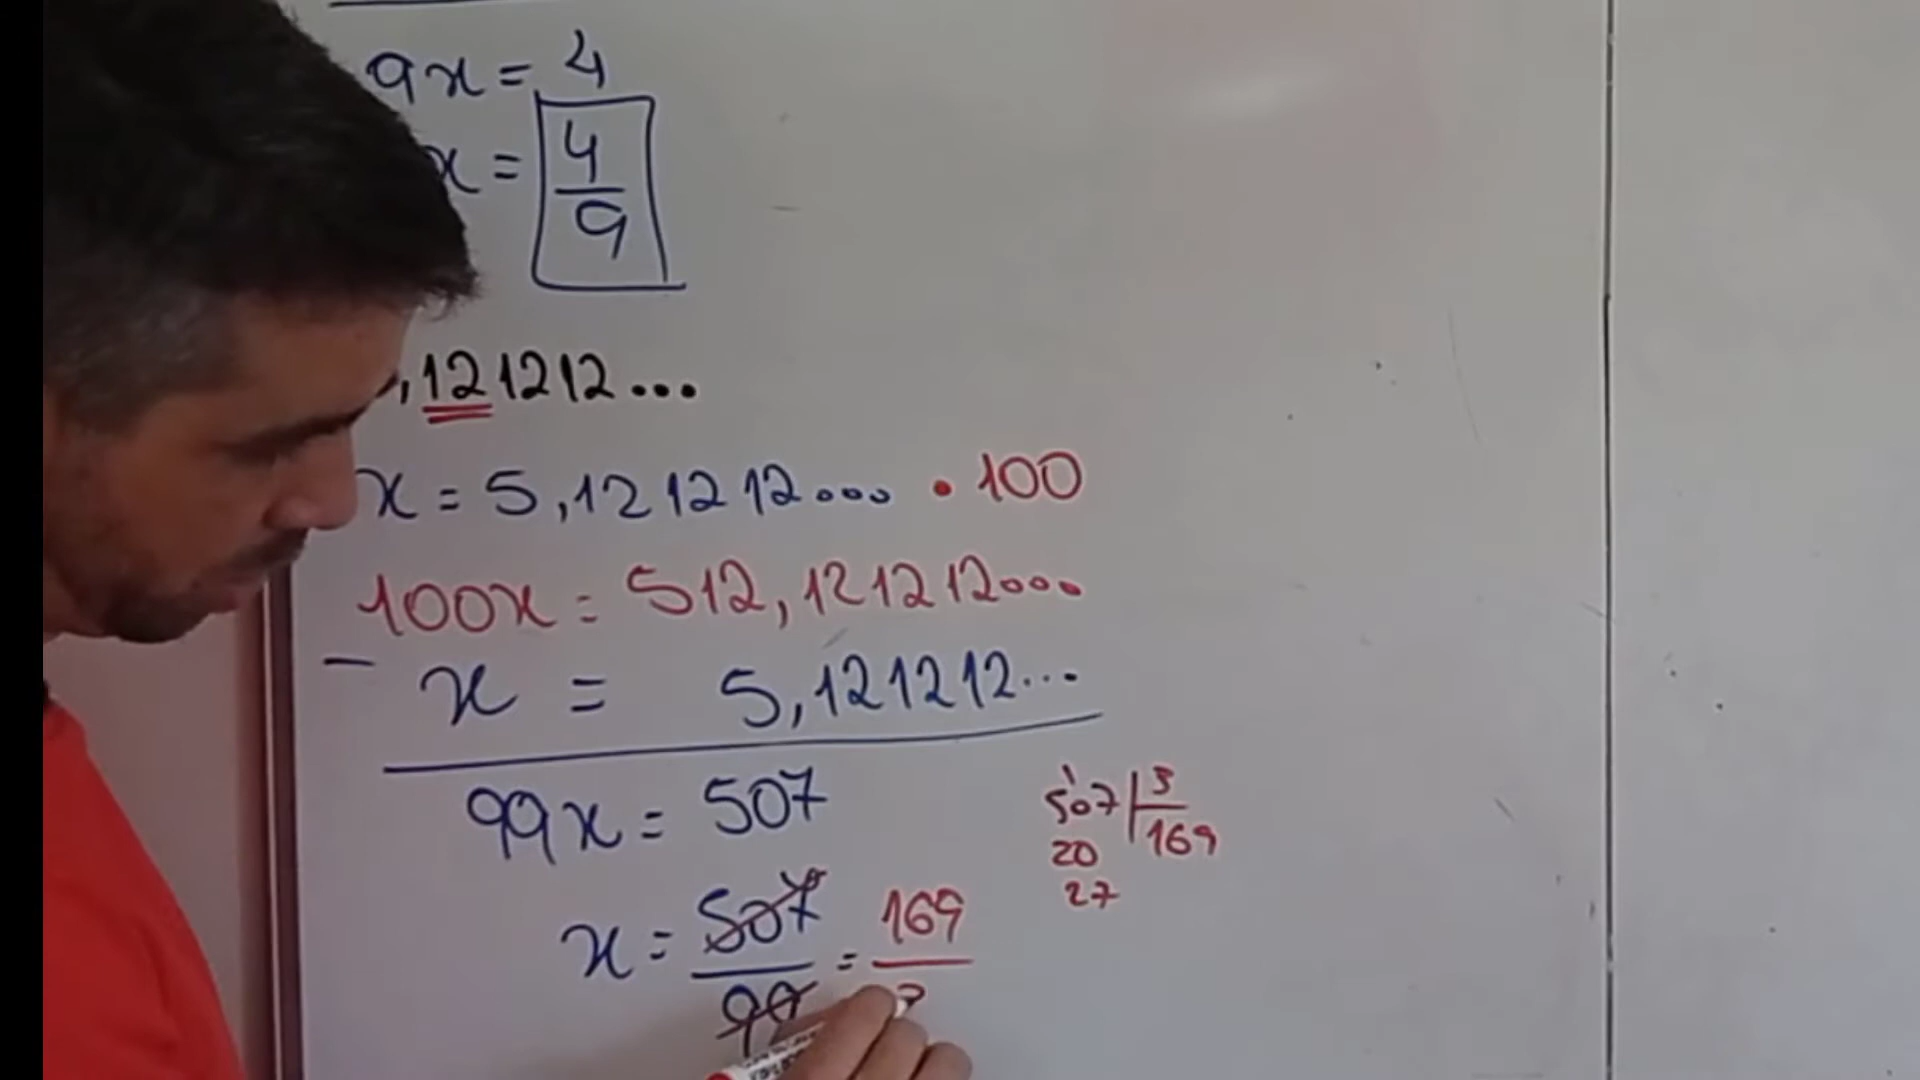 9x = 4
x = 4/9
,121212...
x = 5,121212... · 100
100x = 512,121212...
- x = 5,121212...
99x = 507
507 | 3
20 169
27
x = 507/99 = 169/3